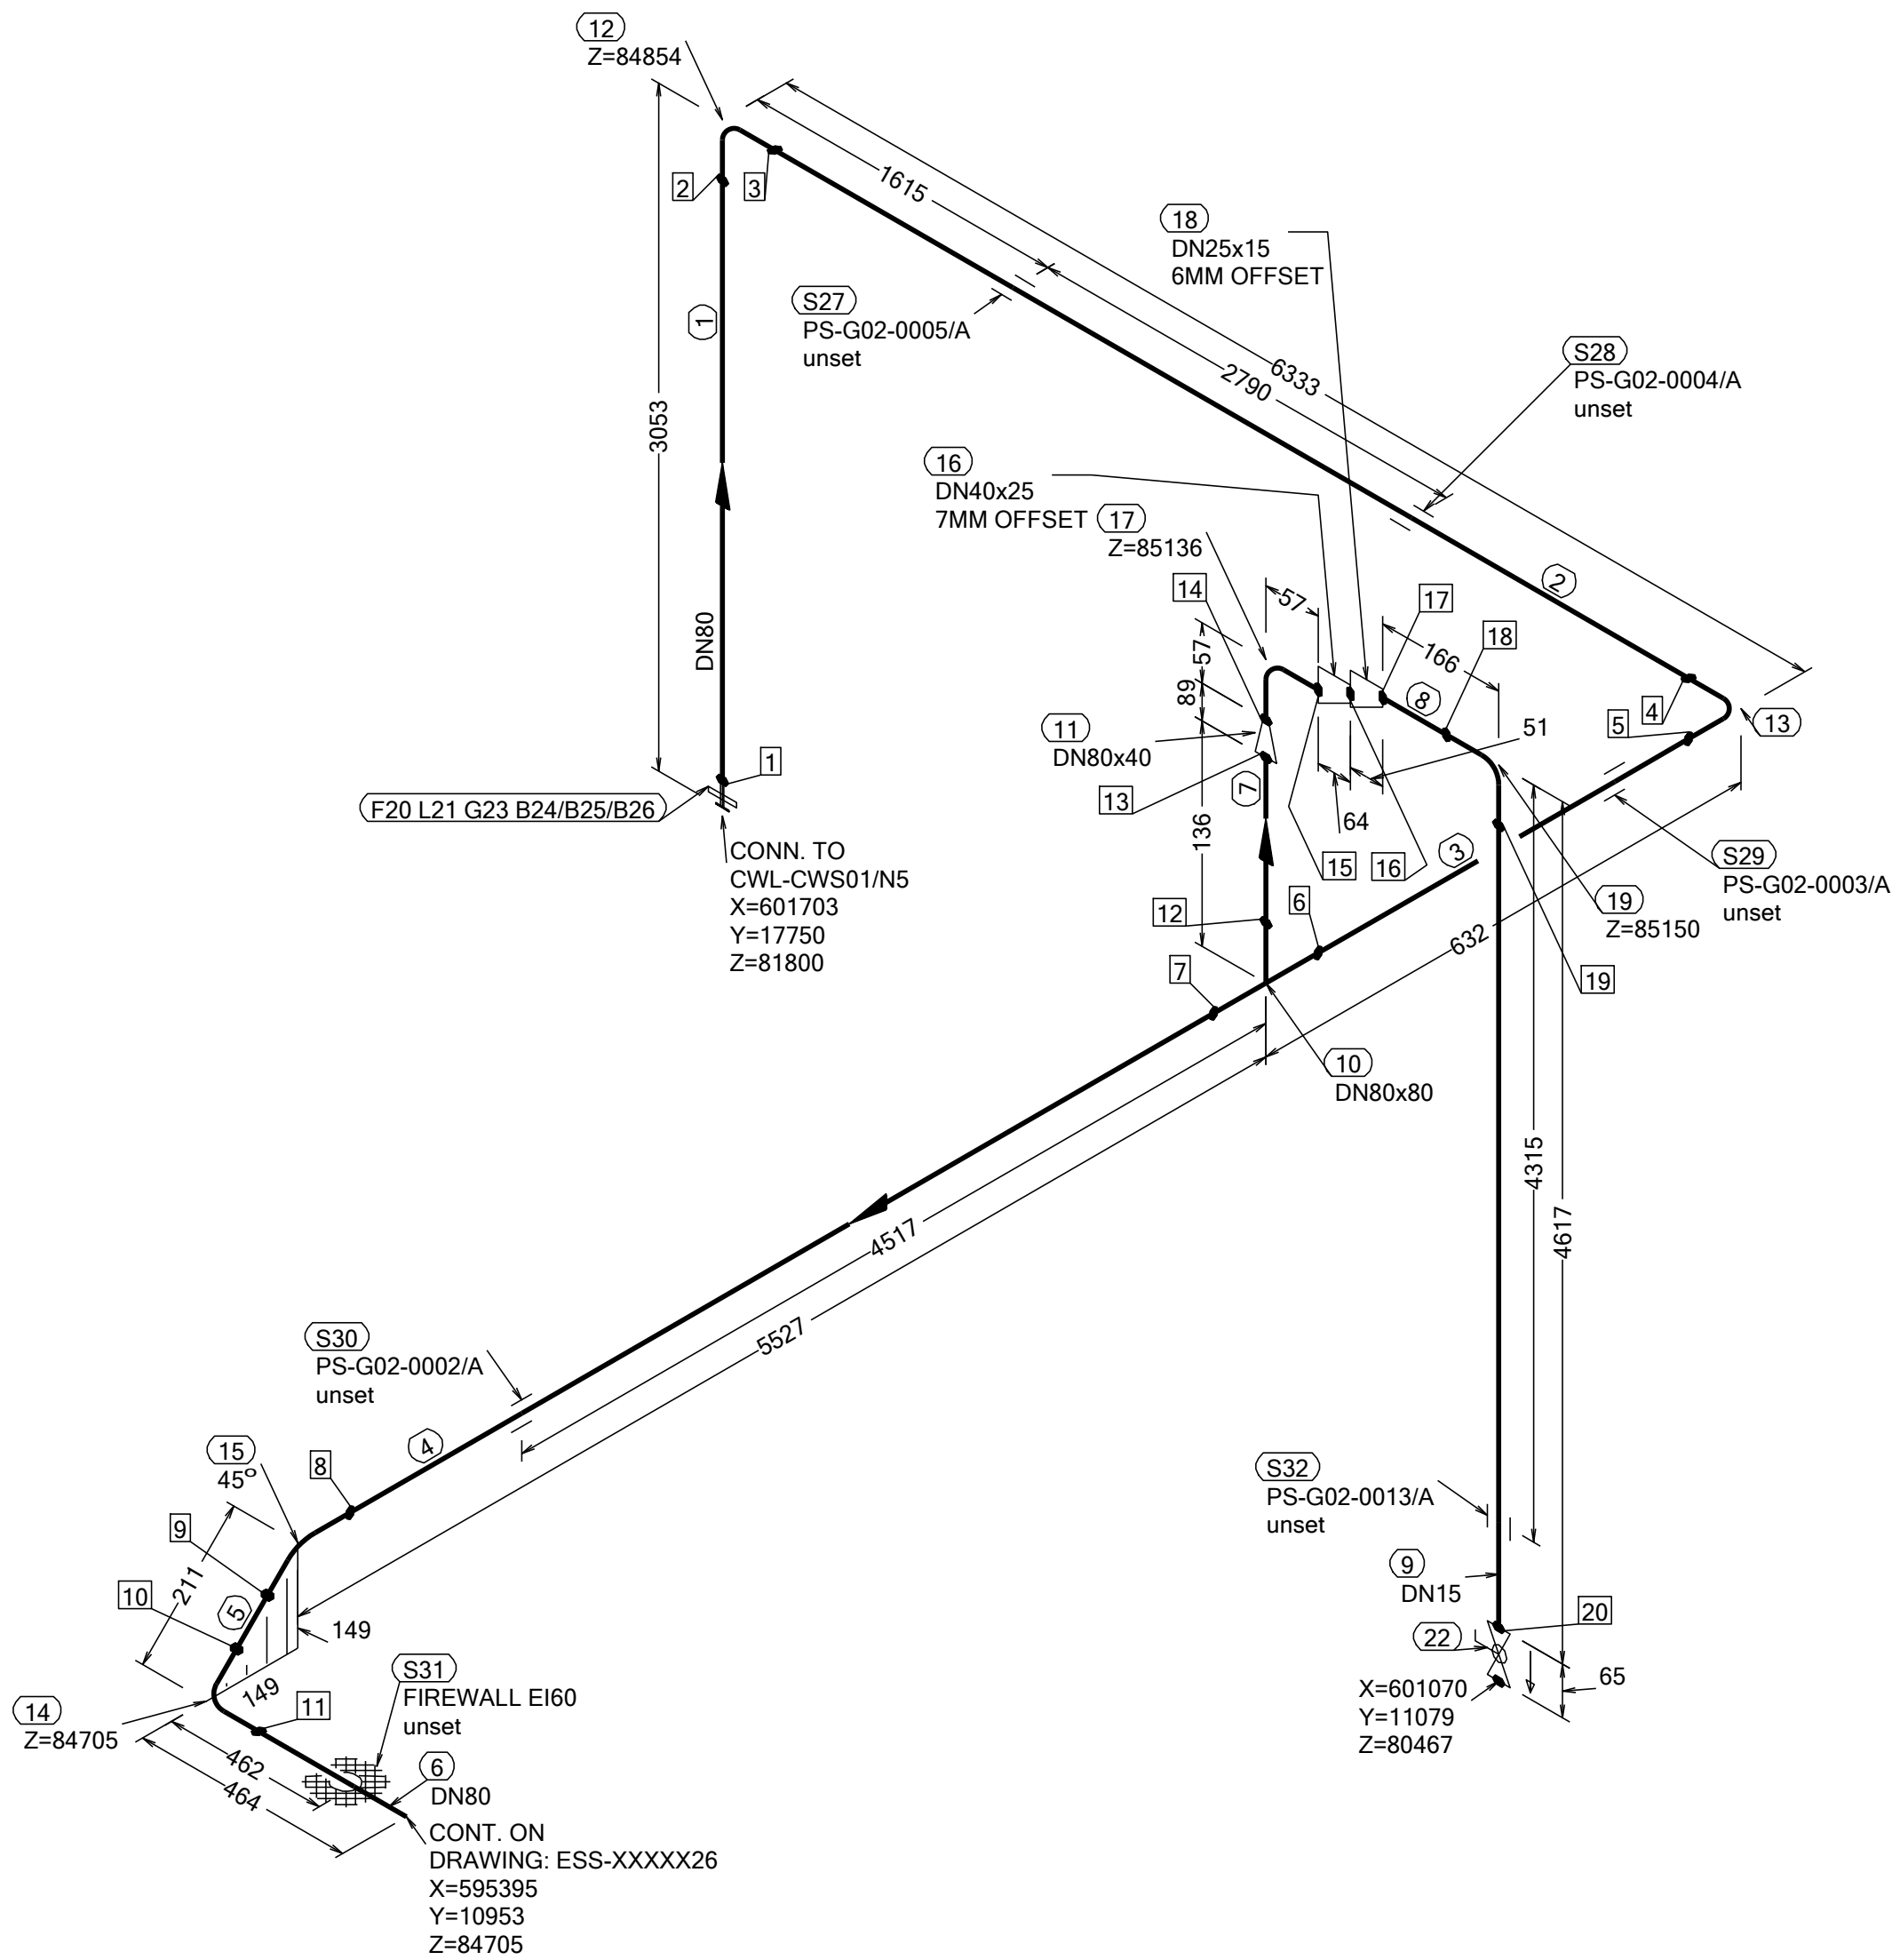 12
Z=84854
1615
2
3
18
DN25x15
6MM OFFSET
S27
PS-G02-0005/A
unset
1
S28
PS-G02-0004/A
unset
6333
2790
3053
16
DN40x25
7MM OFFSET
17
Z=85136
14
57
2
17
DN80
57
166
18
89
8
4
5
13
11
DN80x40
51
1
7
13
F20 L21 G23 B24/B25/B26
136
64
CONN. TO
CWL-CWS01/N5
X=601703
Y=17750
Z=81800
15
16
3
S29
PS-G02-0003/A
unset
12
6
19
Z=85150
632
7
19
10
DN80x80
4315
4517
4617
5527
S30
PS-G02-0002/A
unset
15
45°
8
4
S32
PS-G02-0013/A
unset
9
211
10
5
9
DN15
20
149
22
S31
FIREWALL EI60
unset
65
149
11
14
Z=84705
X=601070
Y=11079
Z=80467
462
464
6
DN80
CONT. ON
DRAWING: ESS-XXXXX26
X=595395
Y=10953
Z=84705